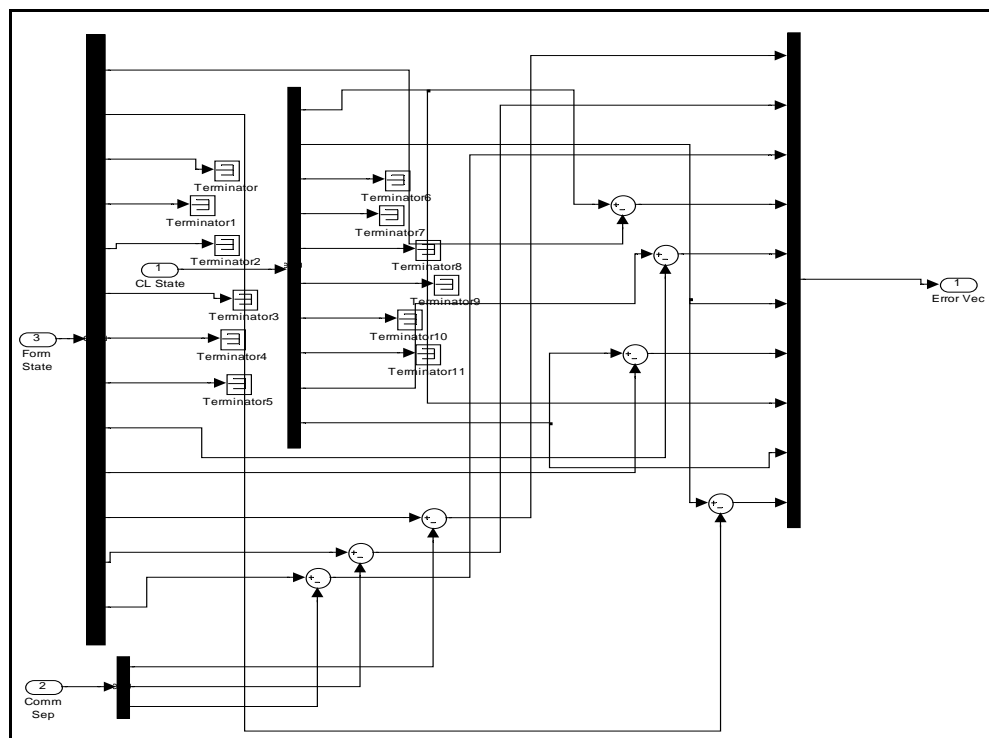 Terminator
Terminator1
Terminator2
1
CL State
Terminator3
Terminator4
Terminator5
3
Form
State
Terminator6
Terminator7
Terminator8
Terminator9
Terminator10
Terminator11
1
Error Vec
2
Comm
Sep